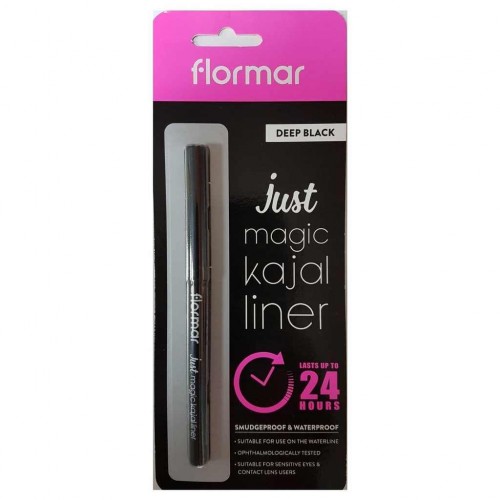 flormar
DEEP BLACK
just
magic
kajal
liner
LASTS UP TO
24
HOURS
SMUDGEPROOF & WATERPROOF
• SUITABLE FOR USE ON THE WATERLINE
• OPHTHALMOLOGICALLY TESTED
• SUITABLE FOR SENSITIVE EYES &
CONTACT LENS USERS
flormar just magic kajal liner